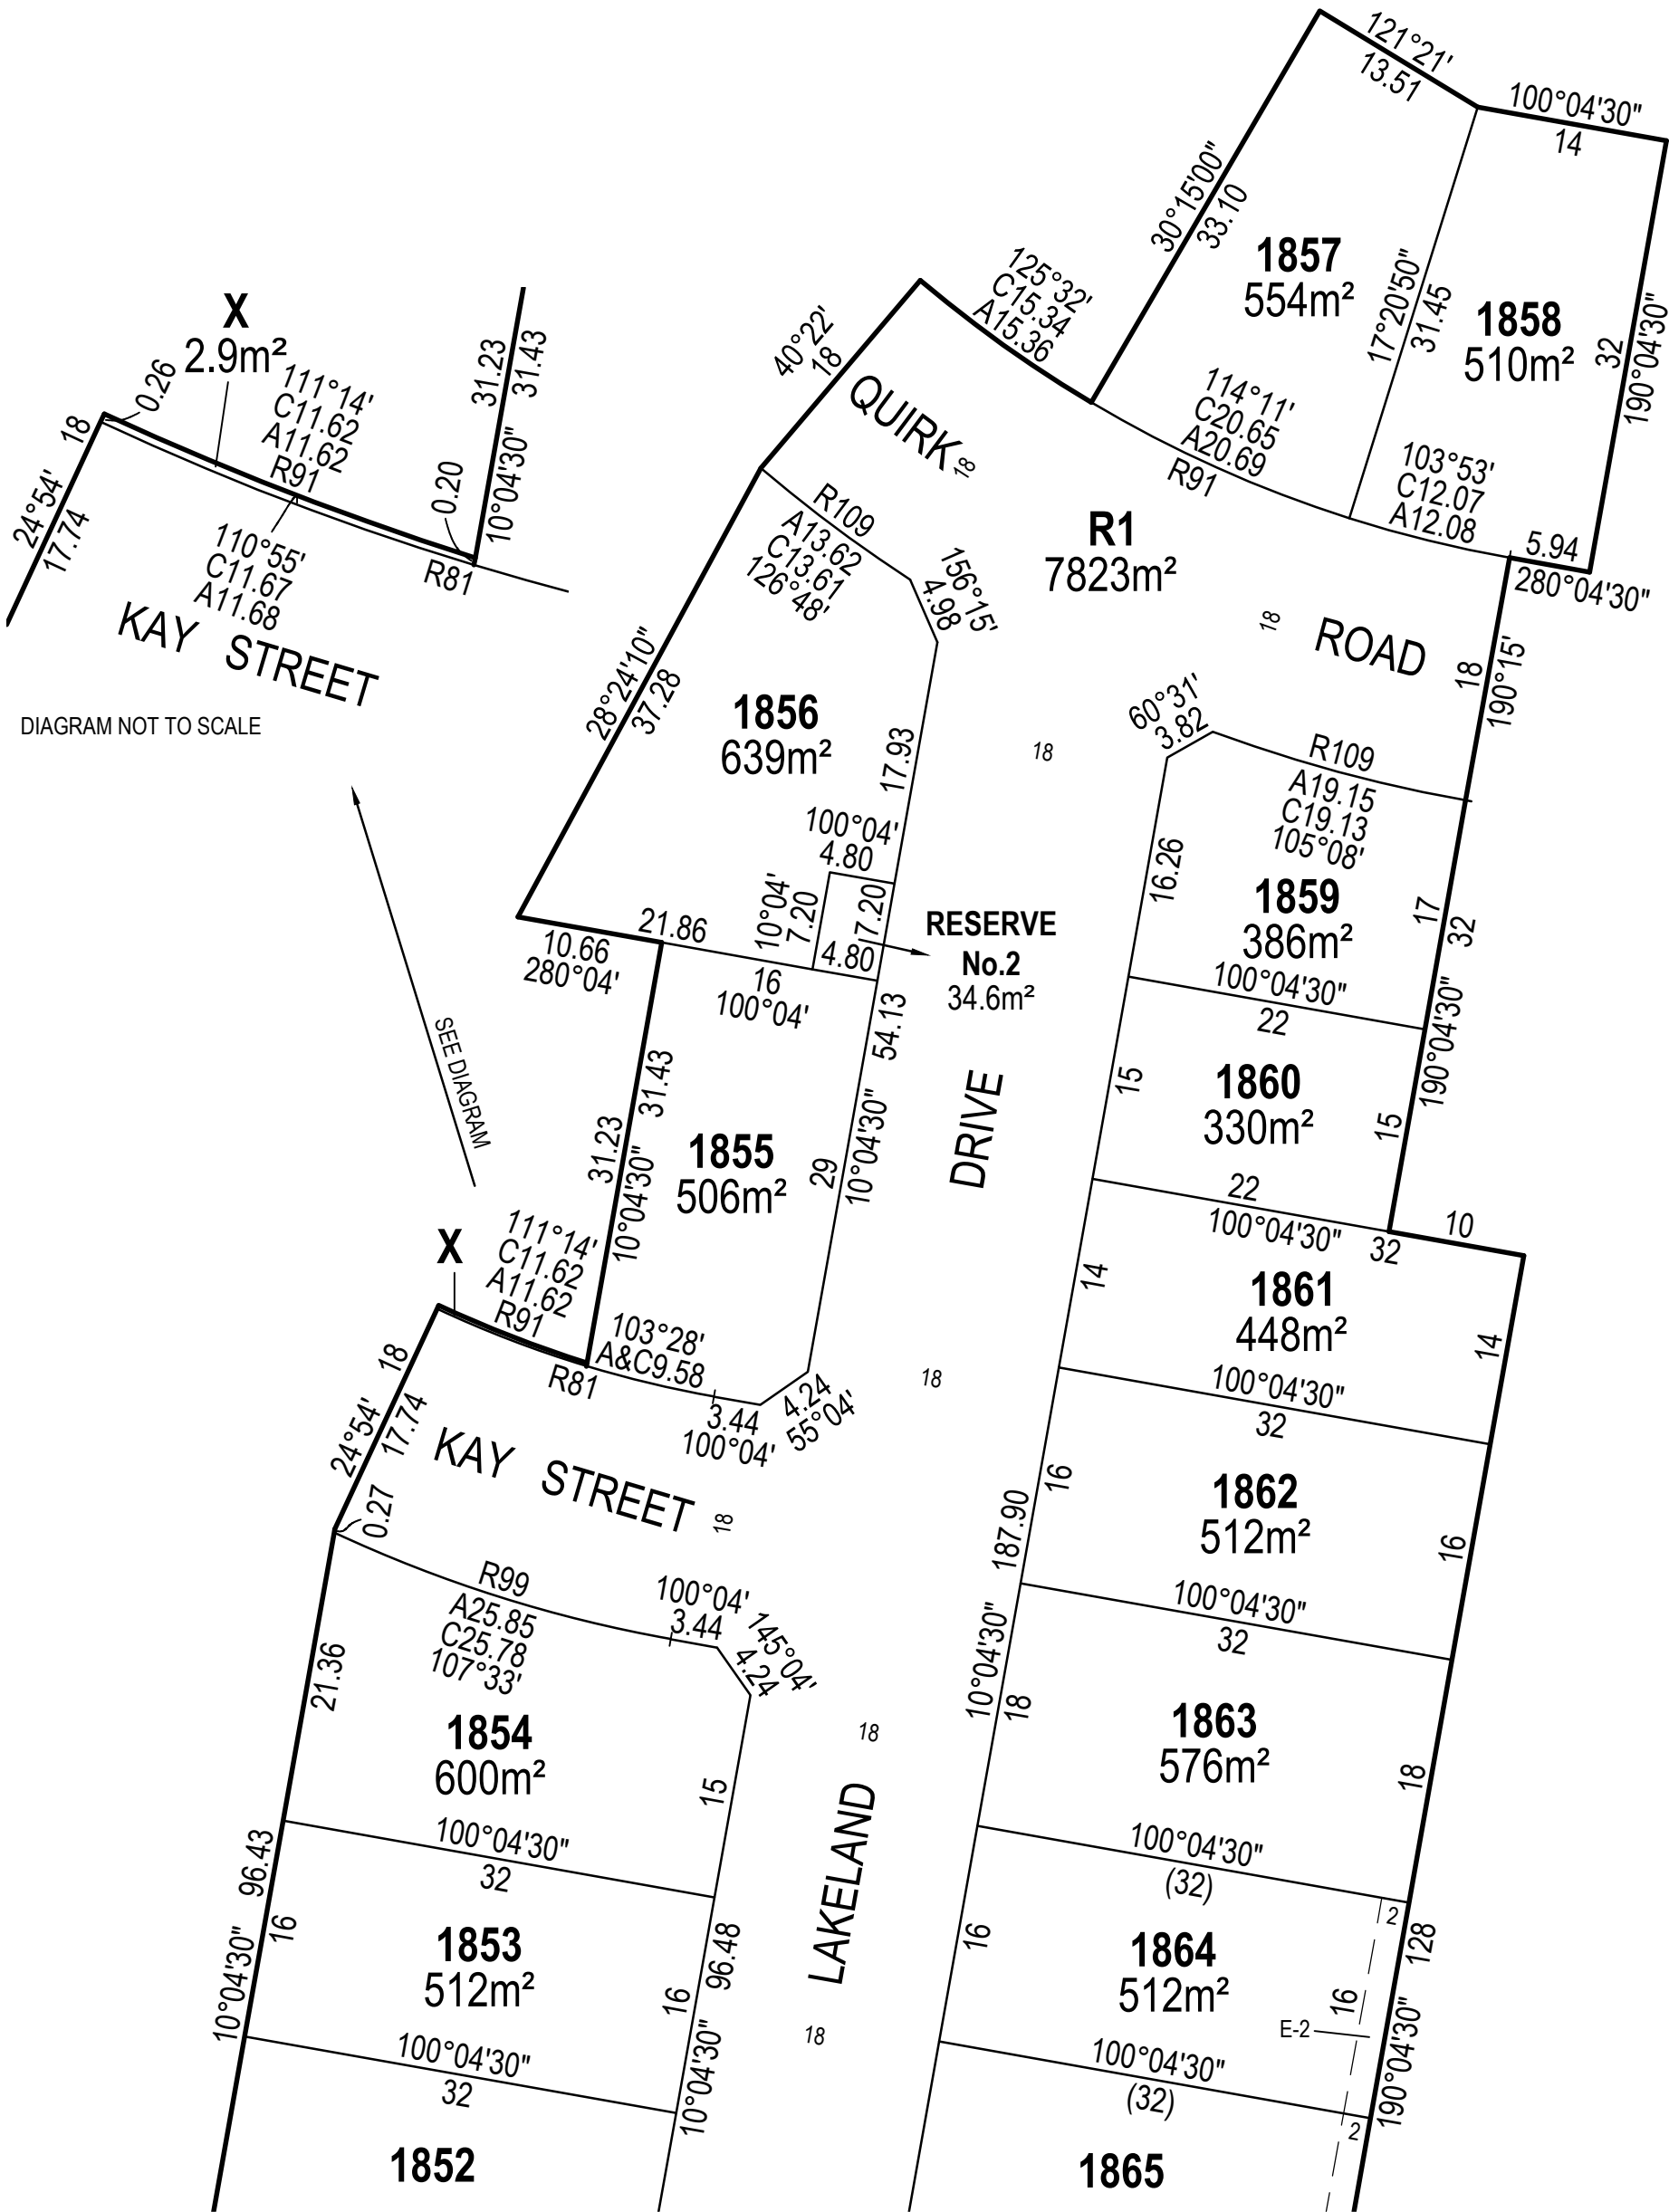 121°21'
13.51
100°04'30"
14
30°15'00"
33.10
1857
554m²
17°20'50"
31.45
1858
510m²
32
190°04'30"
125°32'
C15.34
A15.36
40°22'
18
QUIRK
18
114°11'
C20.65
A20.69
R91
103°53'
C12.07
A12.08
5.94
280°04'30"
X
2.9m²
0.26
111°14'
C11.62
A11.62
R91
31.23
31.43
10°04'30"
0.20
18
24°54'
17.74
110°55'
C11.67
A11.68
R81
KAY STREET
DIAGRAM NOT TO SCALE
R109
A13.62
C13.61
126°48'
156°15'
4.98
R1
7823m²
18
ROAD
18
190°15'
28°24'10"
37.28
1856
639m²
17.93
18
60°31'
3.82
R109
A19.15
C19.13
105°08'
100°04'
4.80
10°04'
7.20
7.20
4.80
RESERVE
No.2
34.6m²
16.26
1859
386m²
17
32
100°04'30"
22
190°04'30"
21.86
10.66
280°04'
16
100°04'
54.13
SEE DIAGRAM
31.43
31.23
10°04'30"
1855
506m²
29
10°04'30"
DRIVE
15
1860
330m²
15
22
100°04'30"
32
10
X
111°14'
C11.62
A11.62
R91
R81
103°28'
A&C9.58
3.44
100°04'
4.24
55°04'
18
14
1861
448m²
14
100°04'30"
32
18
24°54'
17.74
0.27
KAY STREET
18
16
187.90
10°04'30"
1862
512m²
16
100°04'30"
32
R99
A25.85
C25.78
107°33'
100°04'
3.44
145°04'
4.24
21.36
1854
600m²
15
18
18
1863
576m²
18
100°04'30"
32
100°04'30"
(32)
96.43
10°04'30"
16
1853
512m²
16
96.48
10°04'30"
LAKELAND
18
16
1864
512m²
2
128
16
E-2
190°04'30"
100°04'30"
32
100°04'30"
(32)
2
1852
1865